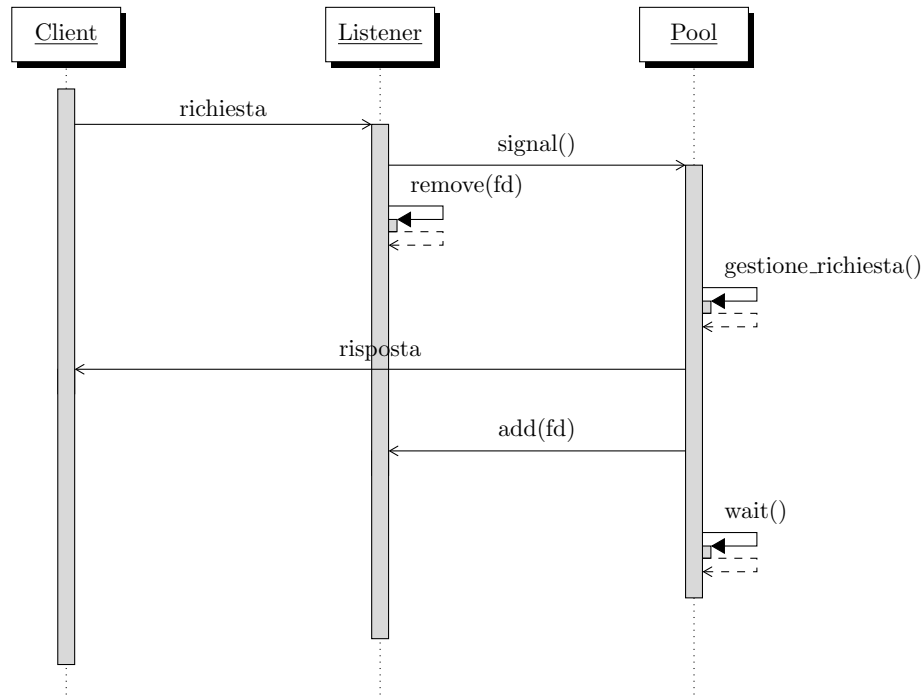 Client
Listener
Pool
richiesta
signal()
remove(fd)
gestione_richiesta()
risposta
add(fd)
wait()